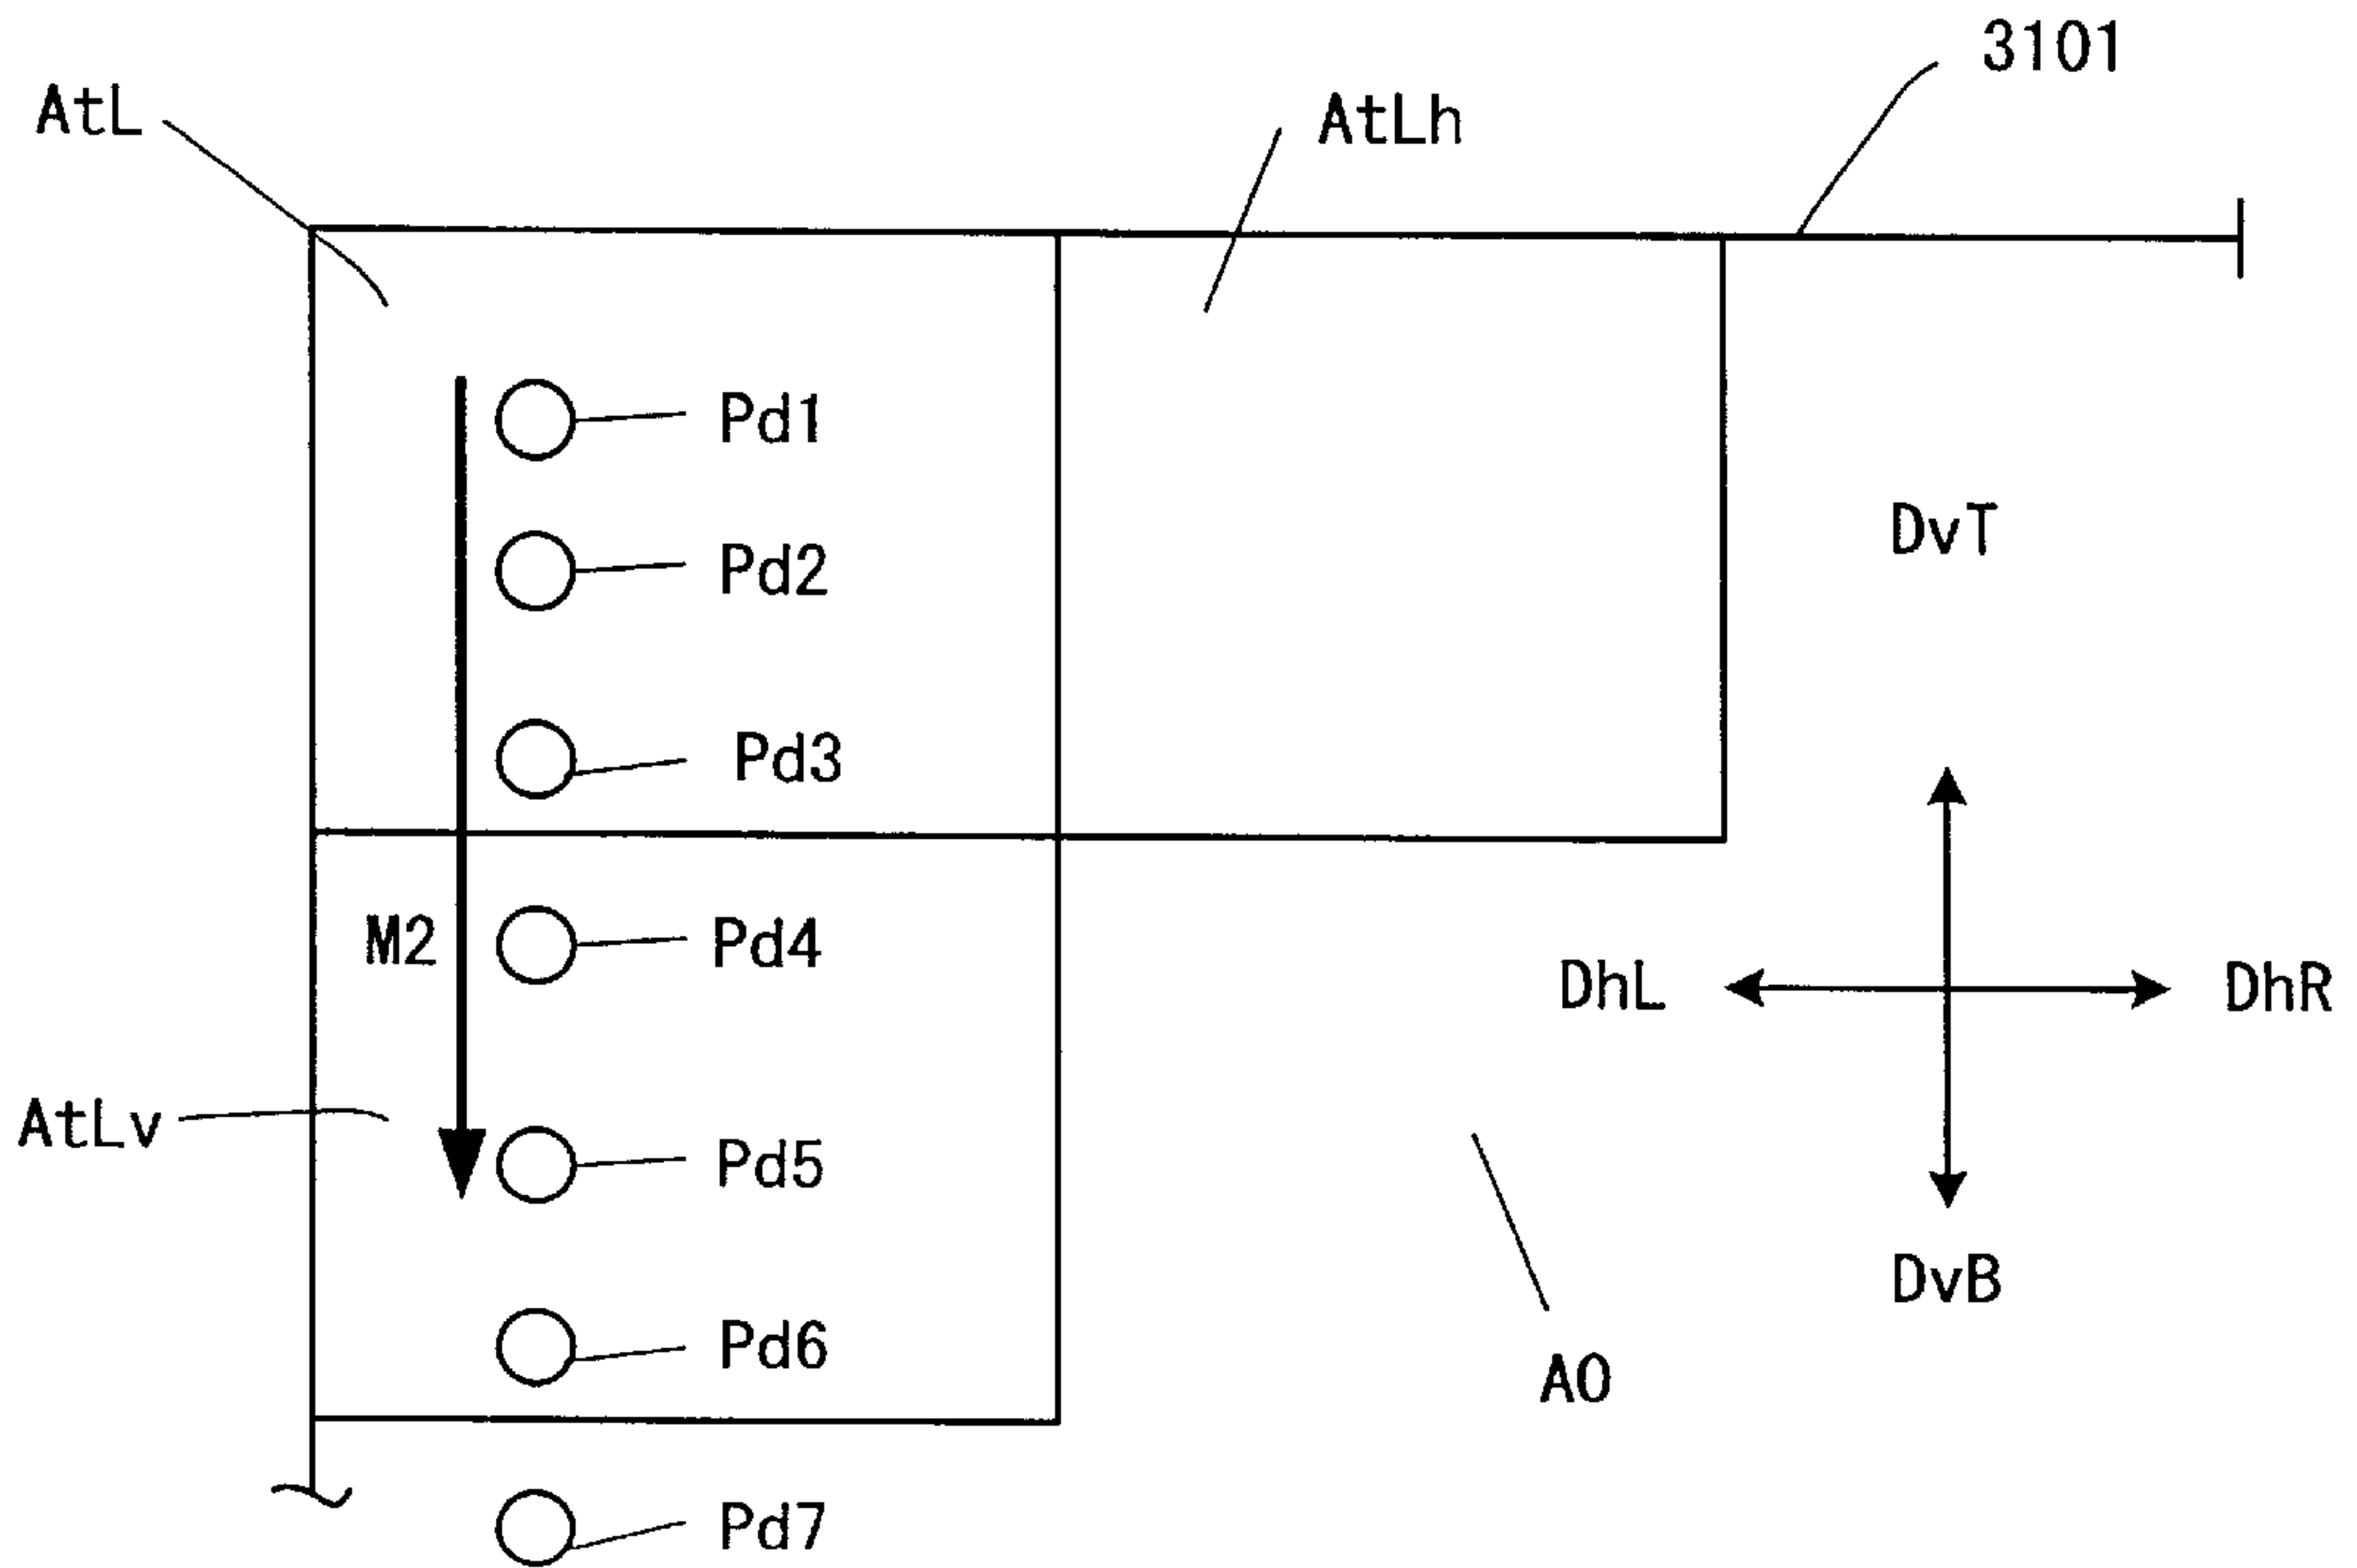 3101
AtL
AtLh
Pd1
DvT
Pd2
Pd3
M2
Pd4
DhL
DhR
AtLv
Pd5
DvB
Pd6
A0
Pd7